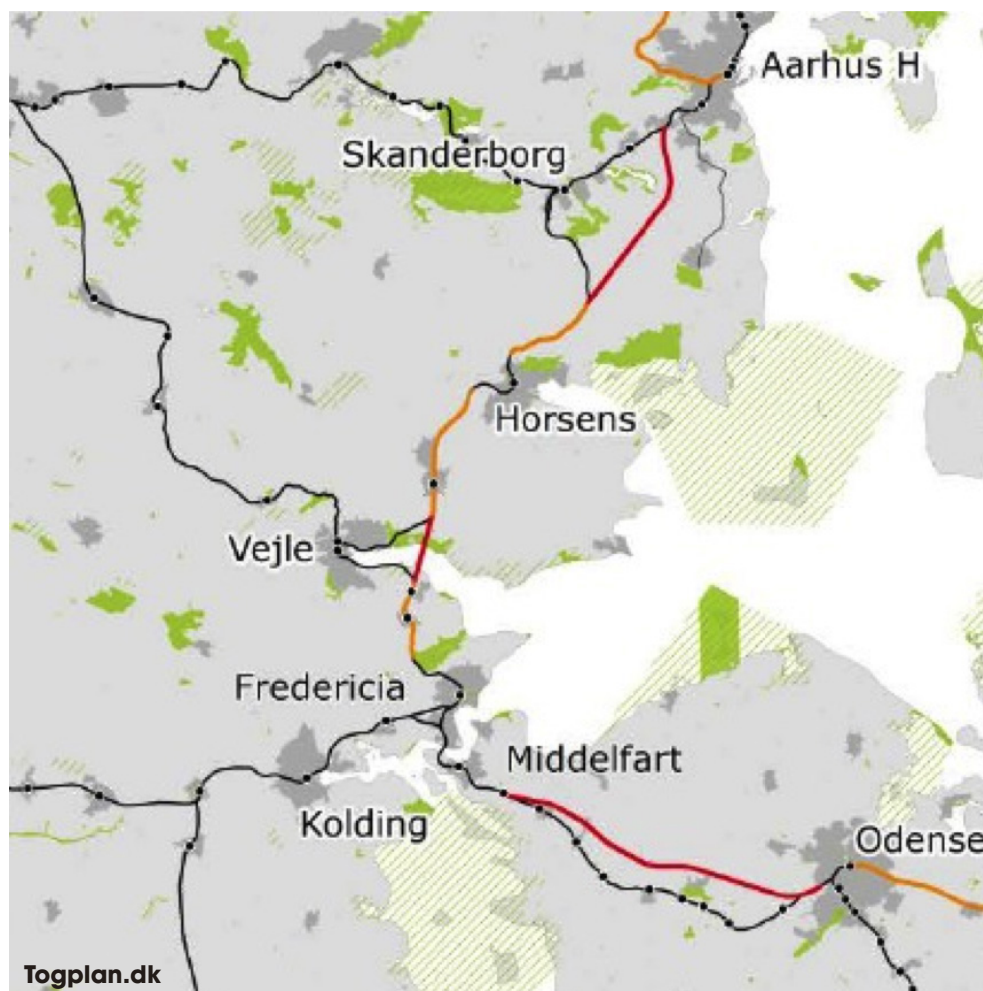 Aarhus H
Skanderborg
Horsens
Vejle
Fredericia
Middelfart
Kolding
Odense
Togplan.dk